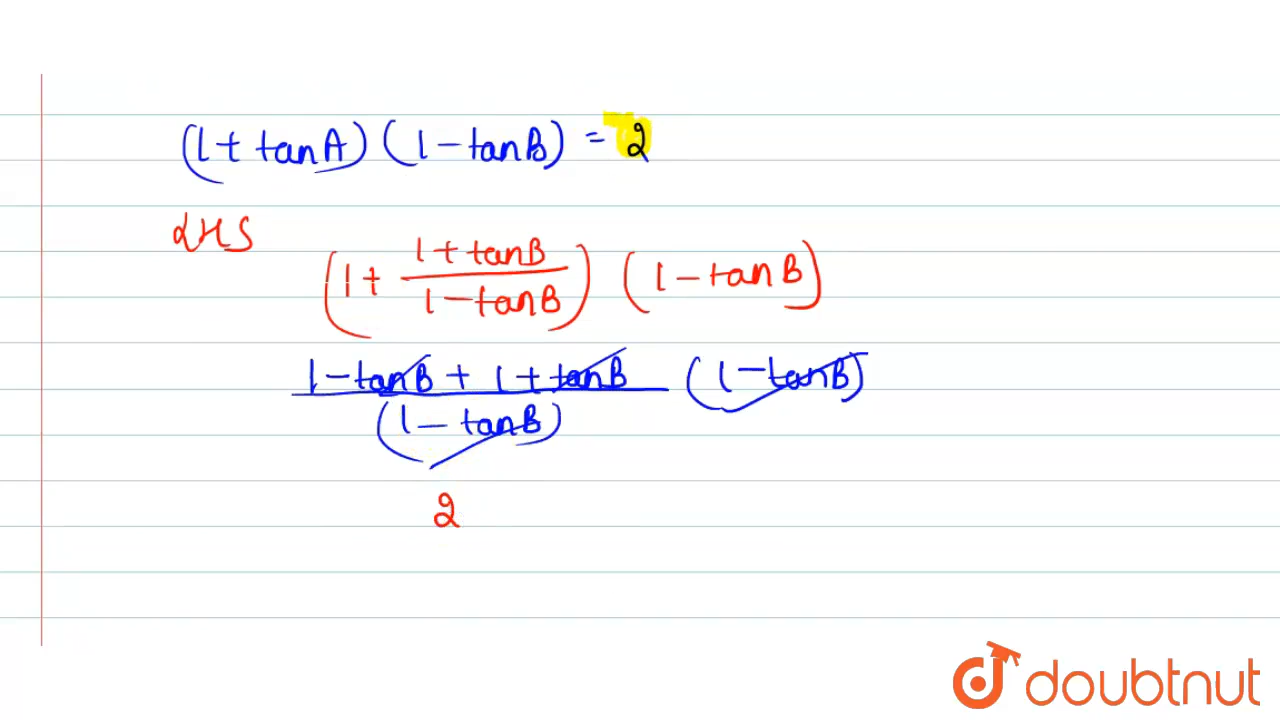 (1 + tanA) (1 - tanB) = 2
LHS
(1 + (1 + tanB)/(1 - tanB)) (1 - tanB)
(1 - tanB + 1 + tanB)/(1 - tanB) (1 - tanB)
2
doubtnut